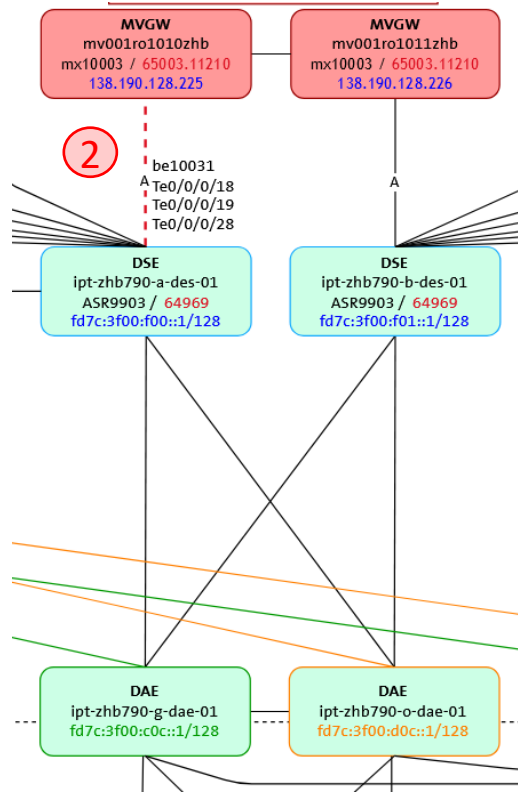 MVGW
mv001ro1010zhb
mx10003 / 65003.11210
138.190.128.225
MVGW
mv001ro1011zhb
mx10003 / 65003.11210
138.190.128.226
2
be10031
A
Te0/0/0/18
Te0/0/0/19
Te0/0/0/28
A
DSE
ipt-zhb790-a-des-01
ASR9903 / 64969
fd7c:3f00:f00::1/128
DSE
ipt-zhb790-b-des-01
ASR9903 / 64969
fd7c:3f00:f01::1/128
DAE
ipt-zhb790-g-dae-01
fd7c:3f00:c0c::1/128
DAE
ipt-zhb790-o-dae-01
fd7c:3f00:d0c::1/128